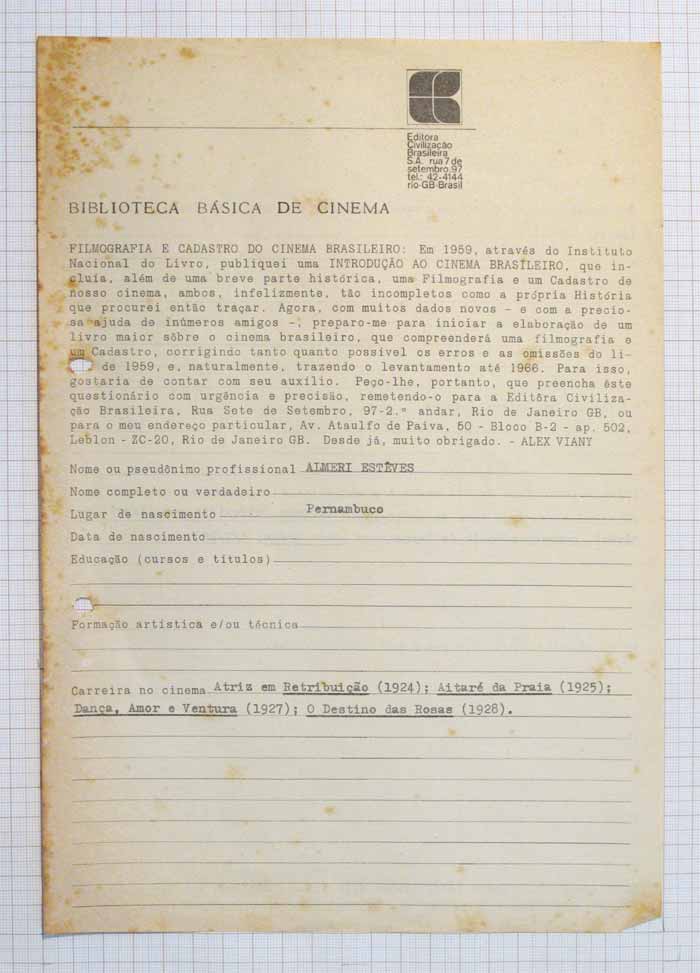 Editôra
Civilização
Brasileira
S.A. rua 7 de
setembro, 97
tel.: 42-4144
rio-GB-Brasil
BIBLIOTECA BÁSICA DE CINEMA
FILMOGRAFIA E CADASTRO DO CINEMA BRASILEIRO: Em 1959, através do Instituto
Nacional do Livro, publiquei uma INTRODUÇÃO AO CINEMA BRASILEIRO, que in-
cluía, além de uma breve parte histórica, uma Filmografia e um Cadastro de
nosso cinema, ambos, infelizmente, tão incompletos como a própria História
que procurei então traçar. Agora, com muitos dados novos - e com a precio-
sa ajuda de inúmeros amigos -, preparo-me para iniciar a elaboração de um
livro maior sôbre o cinema brasileiro, que compreenderá uma filmografia e
um Cadastro, corrigindo tanto quanto possivel os erros e as omissões do li-
de 1959, e, naturalmente, trazendo o levantamento até 1966. Para isso,
gostaria de contar com seu auxílio. Peço-lhe, portanto, que preencha êste
questionário com urgência e precisão, remetendo-o para a Editôra Civiliza-
ção Brasileira, Rua Sete de Setembro, 97-2.º andar, Rio de Janeiro GB, ou
para o meu endereço particular, Av. Ataulfo de Paiva, 50 - Bloco B-2 - ap. 502,
Leblon - ZC-20, Rio de Janeiro GB. Desde já, muito obrigado. - ALEX VIANY
Nome ou pseudônimo profissional ALMERI ESTÊVES
Nome completo ou verdadeiro
Lugar de nascimento Pernambuco
Data de nascimento
Educação (cursos e títulos)
Formação artística e/ou técnica
Carreira no cinema Atriz em Retribuição (1924); Aitaré da Praia (1925);
Dança, Amor e Ventura (1927); O Destino das Rosas (1928).